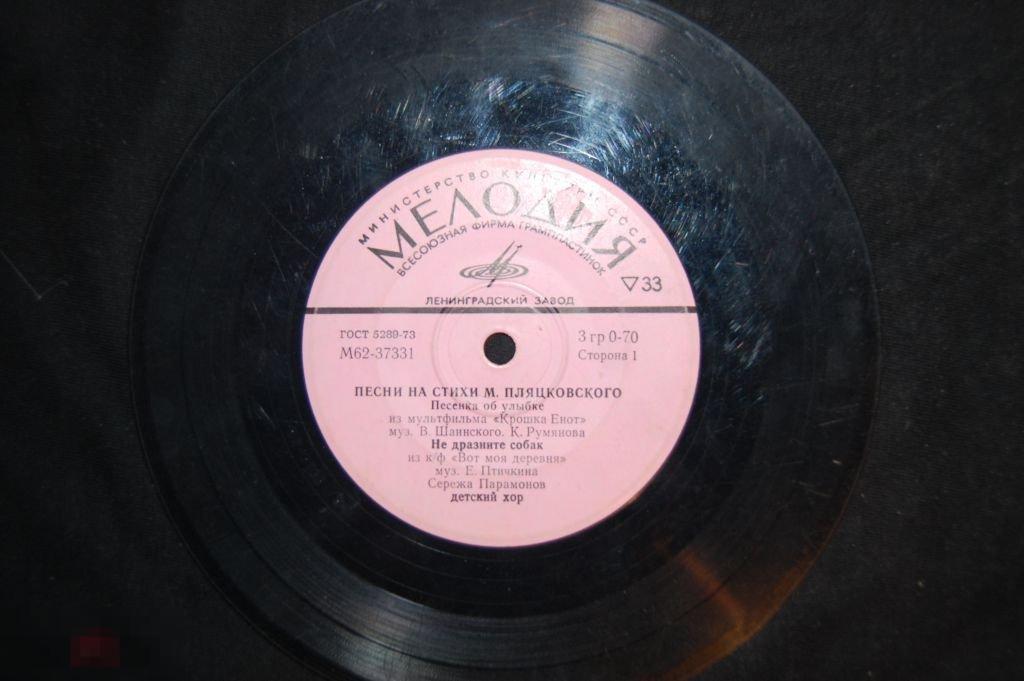 МИНИСТЕРСТВО КУЛЬТУРЫ СССР
МЕЛОДИЯ
ВСЕСОЮЗНАЯ ФИРМА ГРАМПЛАСТИНОК
33
ЛЕНИНГРАДСКИЙ ЗАВОД
ГОСТ 5289-73
3 гр 0-70
М62-37331
Сторона 1
ПЕСНИ НА СТИХИ М. ПЛЯЦКОВСКОГО
Песенка об улыбке
из мультфильма «Крошка Енот»
муз. В. Шаинского. К. Румянова
Не дразните собак
из к/ф «Вот моя деревня»
муз. Е. Птичкина
Сережа Парамонов
детский хор